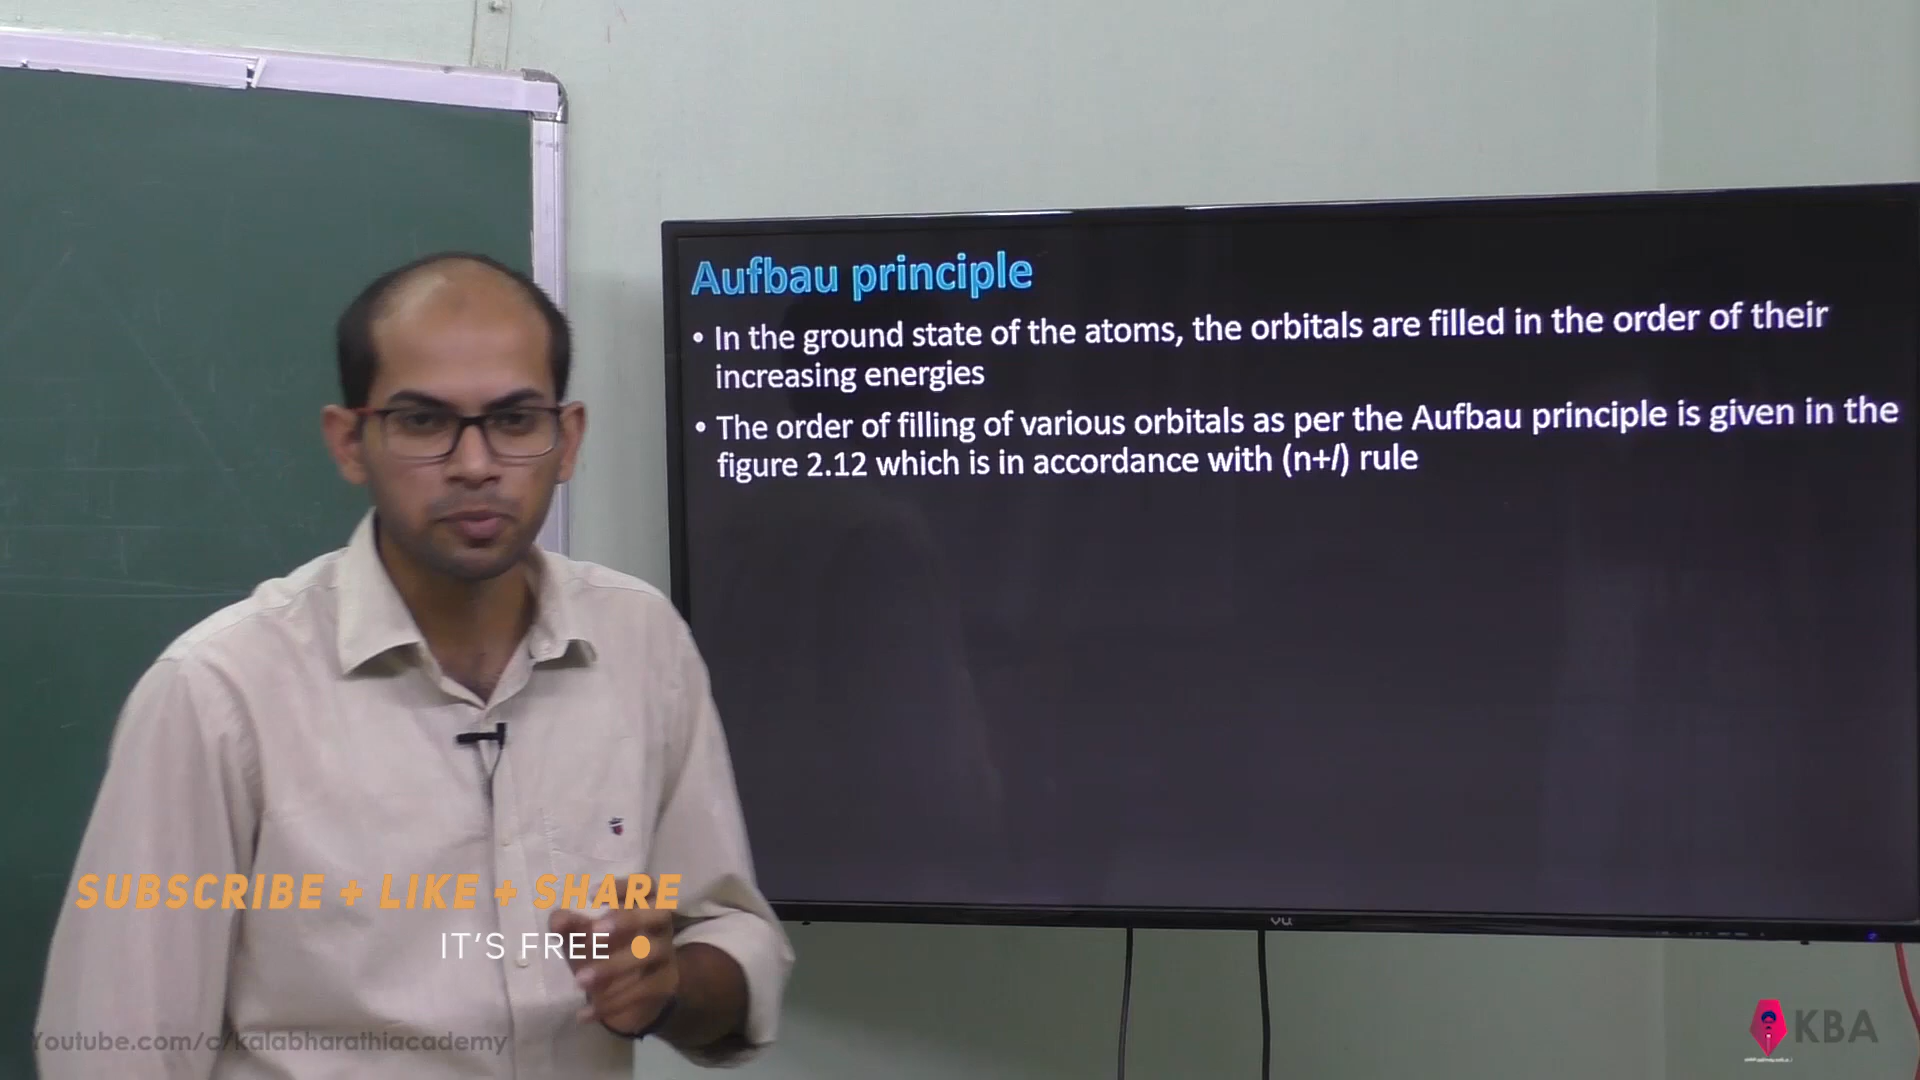 Aufbau principle
• In the ground state of the atoms, the orbitals are filled in the order of their
increasing energies
• The order of filling of various orbitals as per the Aufbau principle is given in the
figure 2.12 which is in accordance with (n+l) rule
vu
SUBSCRIBE + LIKE + SHARE
IT'S FREE
Youtube.com/c/kalabharathiacademy
KBA